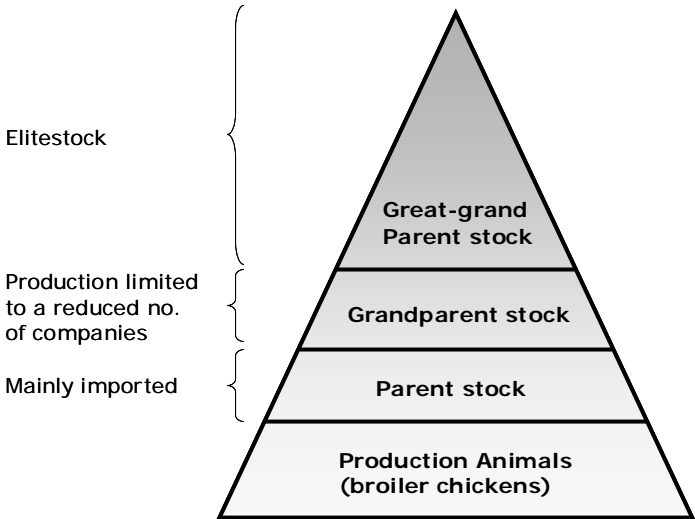 Elitestock
Great-grand
Parent stock
Production limited
to a reduced no.
of companies
Grandparent stock
Mainly imported
Parent stock
Production Animals
(broiler chickens)